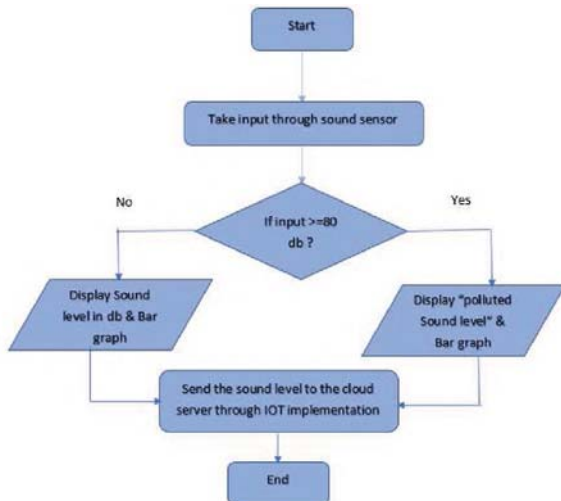 Start
Take input through sound sensor
No
Yes
If input >=80
db ?
Display Sound
level in db & Bar
graph
Display "polluted
Sound level" &
Bar graph
Send the sound level to the cloud
server through IOT implementation
End